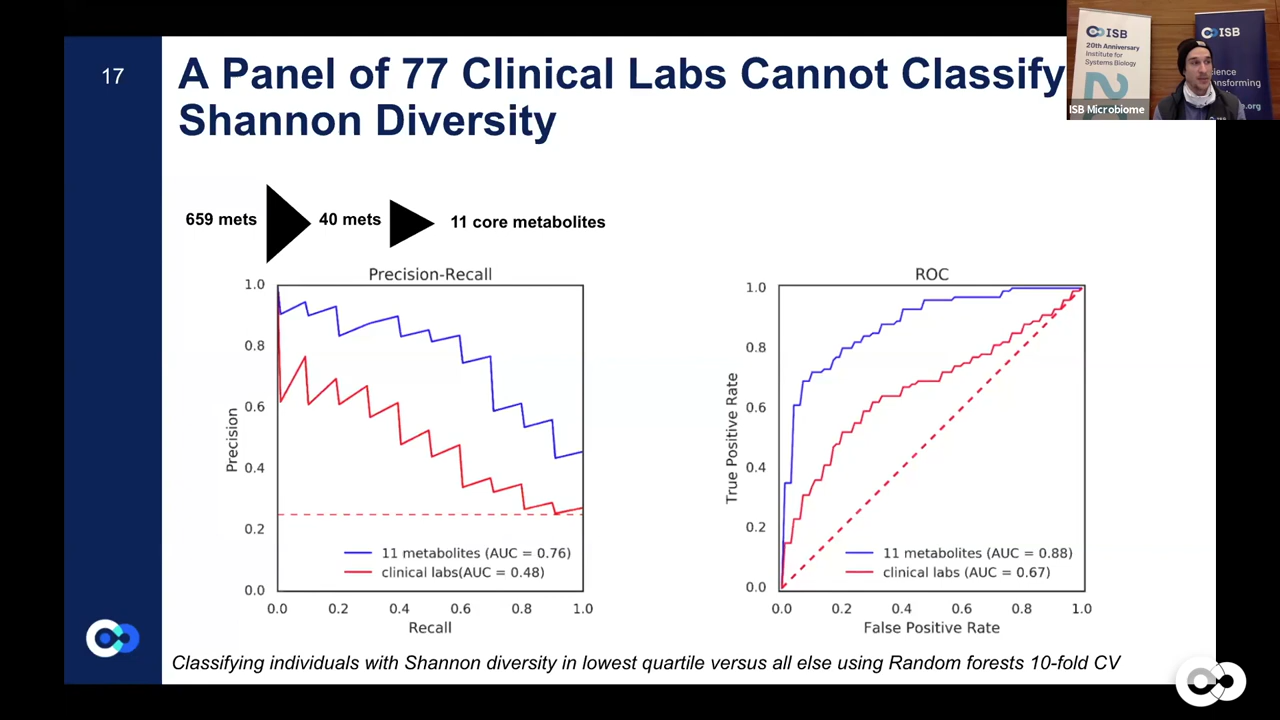 17
A Panel of 77 Clinical Labs Cannot Classify
Shannon Diversity
ISB
20th Anniversary
Institute for
Systems Biology
ISB
ISB Microbiome
659 mets
40 mets
11 core metabolites
Precision-Recall
1.0
0.8
0.6
0.4
0.2
0.0
Precision
11 metabolites (AUC = 0.76)
clinical labs(AUC = 0.48)
0.0 0.2 0.4 0.6 0.8 1.0
Recall
ROC
1.0
0.8
0.6
0.4
0.2
0.0
True Positive Rate
11 metabolites (AUC = 0.88)
clinical labs (AUC = 0.67)
0.0 0.2 0.4 0.6 0.8 1.0
False Positive Rate
Classifying individuals with Shannon diversity in lowest quartile versus all else using Random forests 10-fold CV